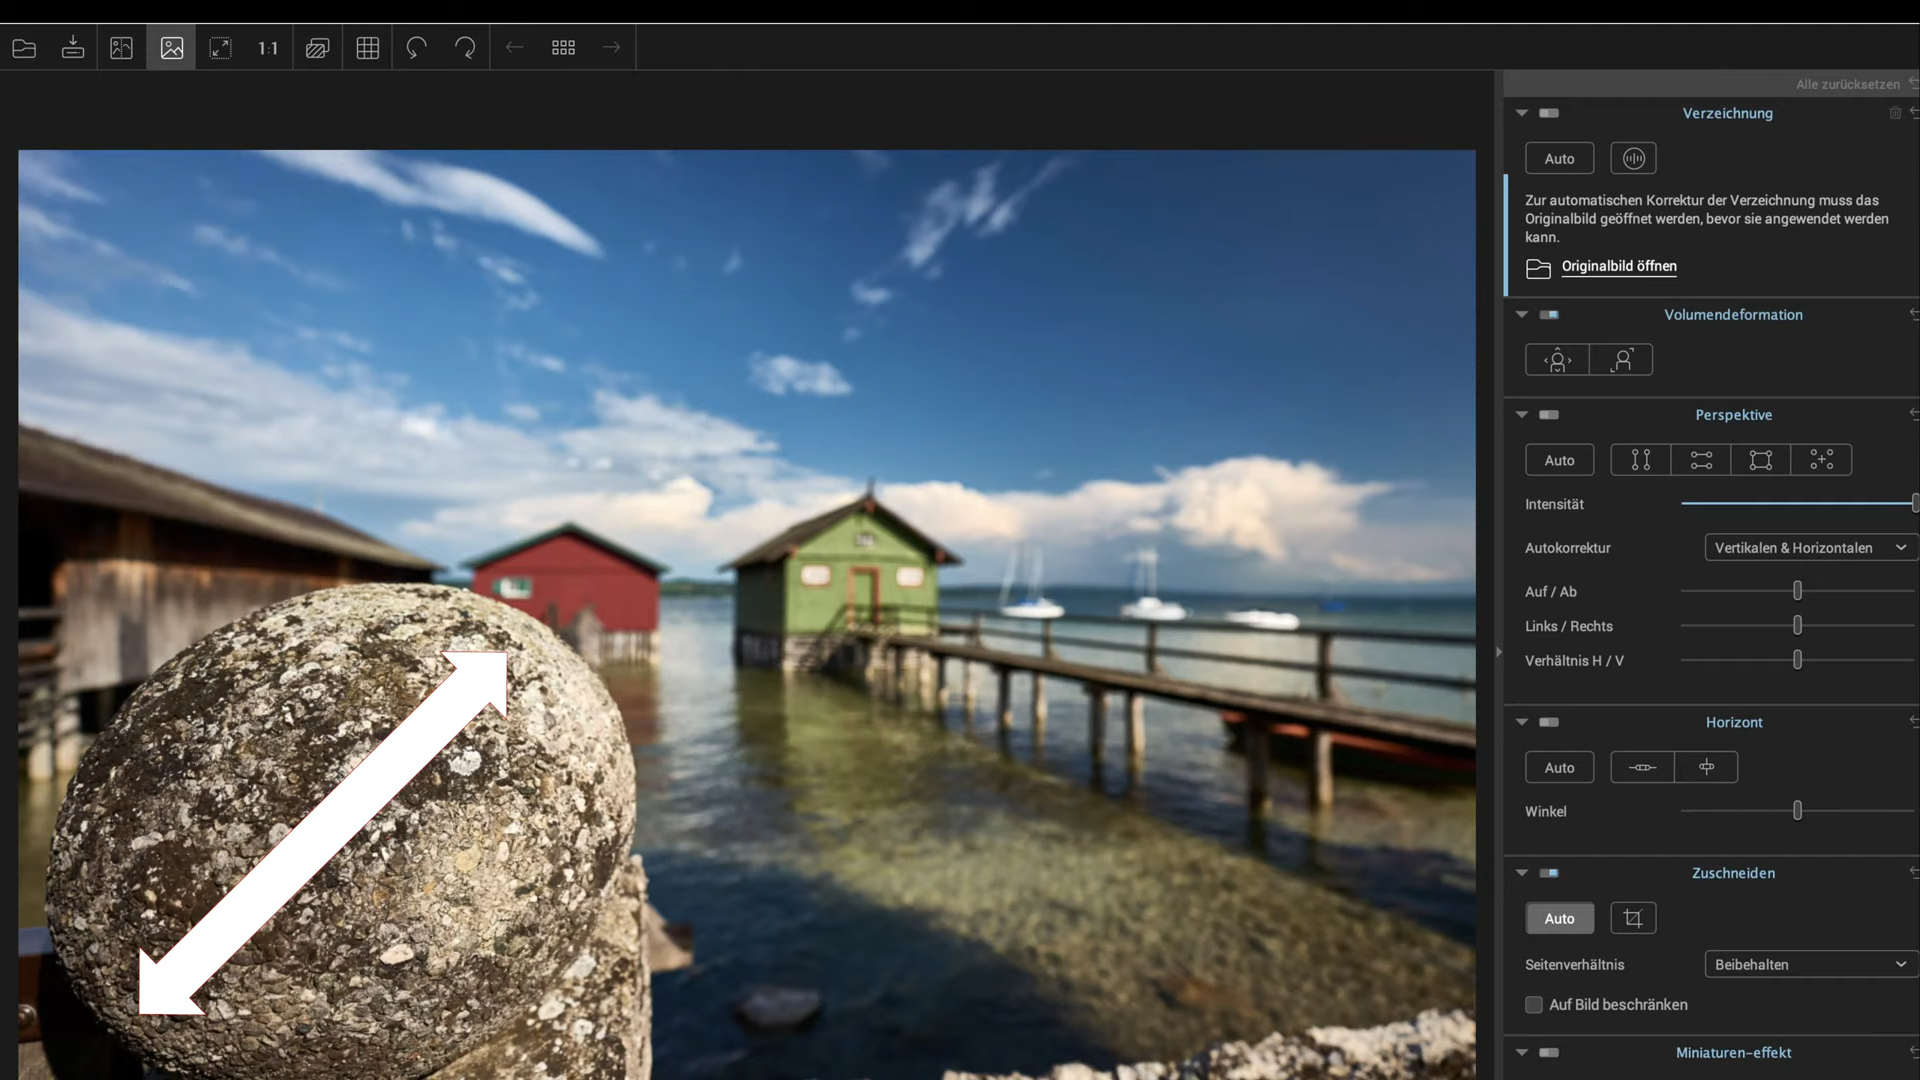 1:1
Alle zurücksetzen
Verzeichnung
Auto
Zur automatischen Korrektur der Verzeichnung muss das
Originalbild geöffnet werden, bevor sie angewendet werden
kann.
Originalbild öffnen
Volumendeformation
Perspektive
Auto
Intensität
Autokorrektur
Vertikalen & Horizontalen
Auf / Ab
Links / Rechts
Verhältnis H / V
Horizont
Auto
Winkel
Zuschneiden
Auto
Seitenverhältnis
Beibehalten
Auf Bild beschränken
Miniaturen-effekt